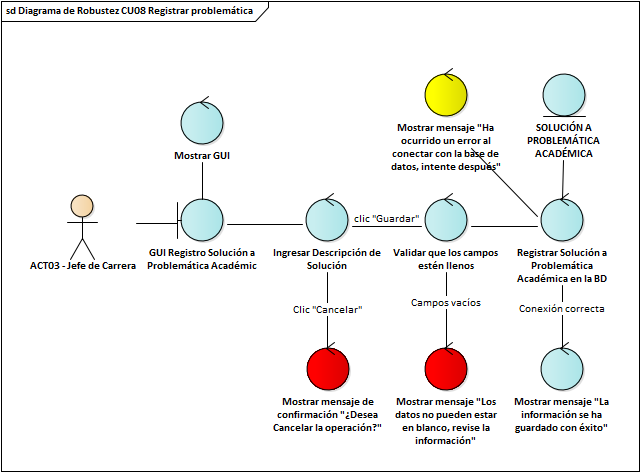 sd Diagrama de Robustez CU08 Registrar problemática
Mostrar GUI
Mostrar mensaje "Ha
ocurrido un error al
conectar con la base de
datos, intente después"
SOLUCIÓN A
PROBLEMÁTICA
ACADÉMICA
clic "Guardar"
ACT03 - Jefe de Carrera
GUI Registro Solución a
Problemática Académic
Ingresar Descripción de
Solución
Validar que los campos
estén llenos
Registrar Solución a
Problemática
Académica en la BD
Clic "Cancelar"
Campos vacíos
Conexión correcta
Mostrar mensaje de
confirmación "¿Desea
Cancelar la operación?"
Mostrar mensaje "Los
datos no pueden estar
en blanco, revise la
información"
Mostrar mensaje "La
información se ha
guardado con éxito"